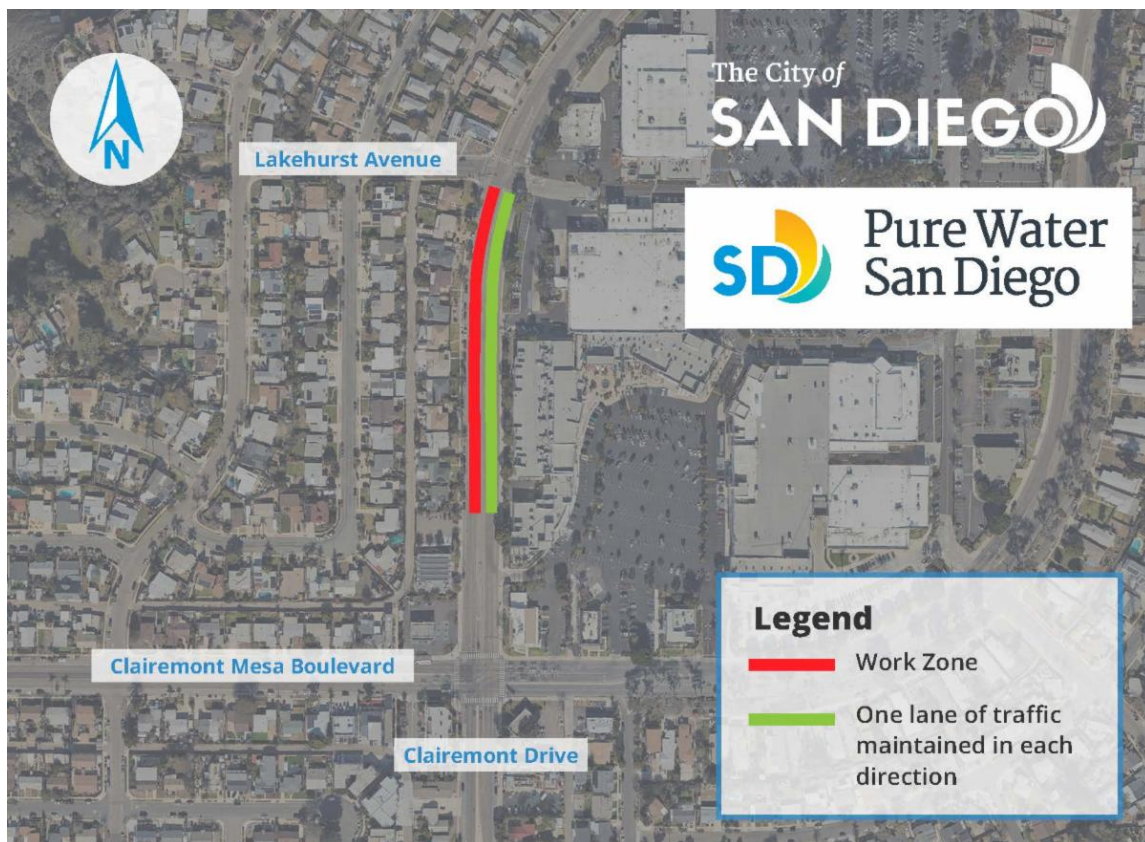 N
Lakehurst Avenue
The City of
SAN DIEGO
SD
Pure Water
San Diego
Clairemont Mesa Boulevard
Clairemont Drive
Legend
Work Zone
One lane of traffic
maintained in each
direction